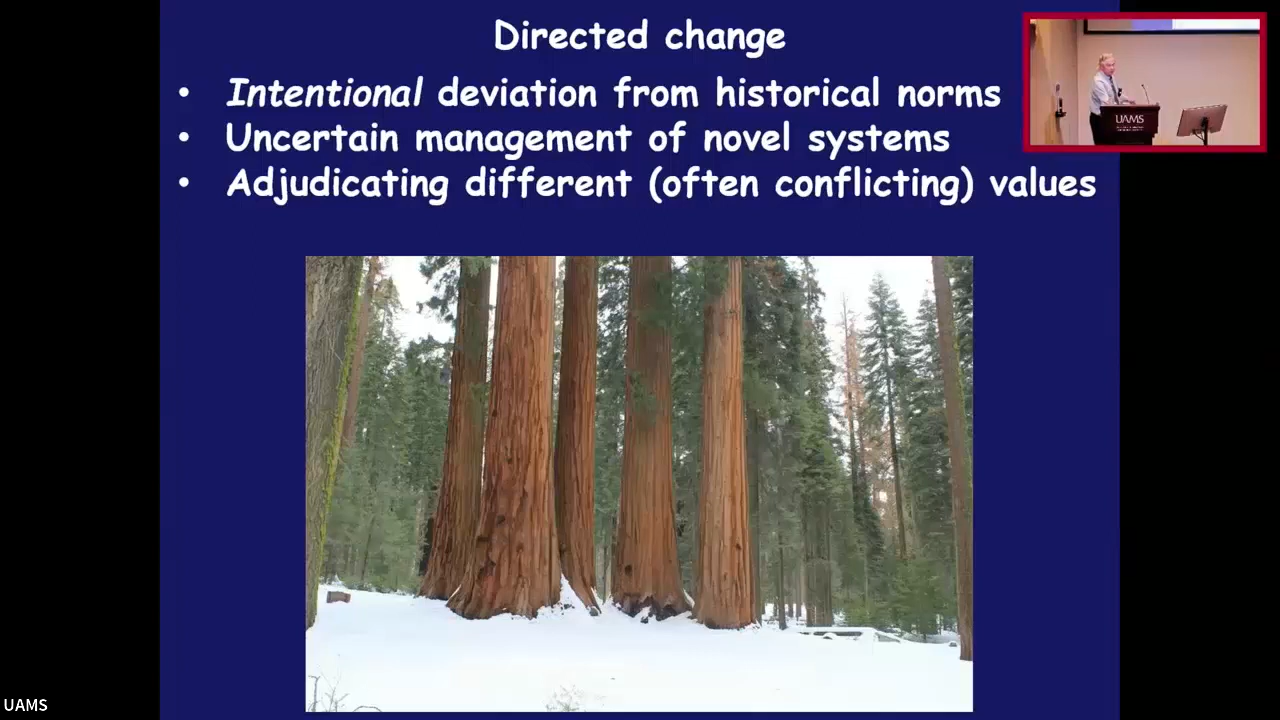 Directed change
• Intentional deviation from historical norms
• Uncertain management of novel systems
• Adjudicating different (often conflicting) values
UAMS
UAMS